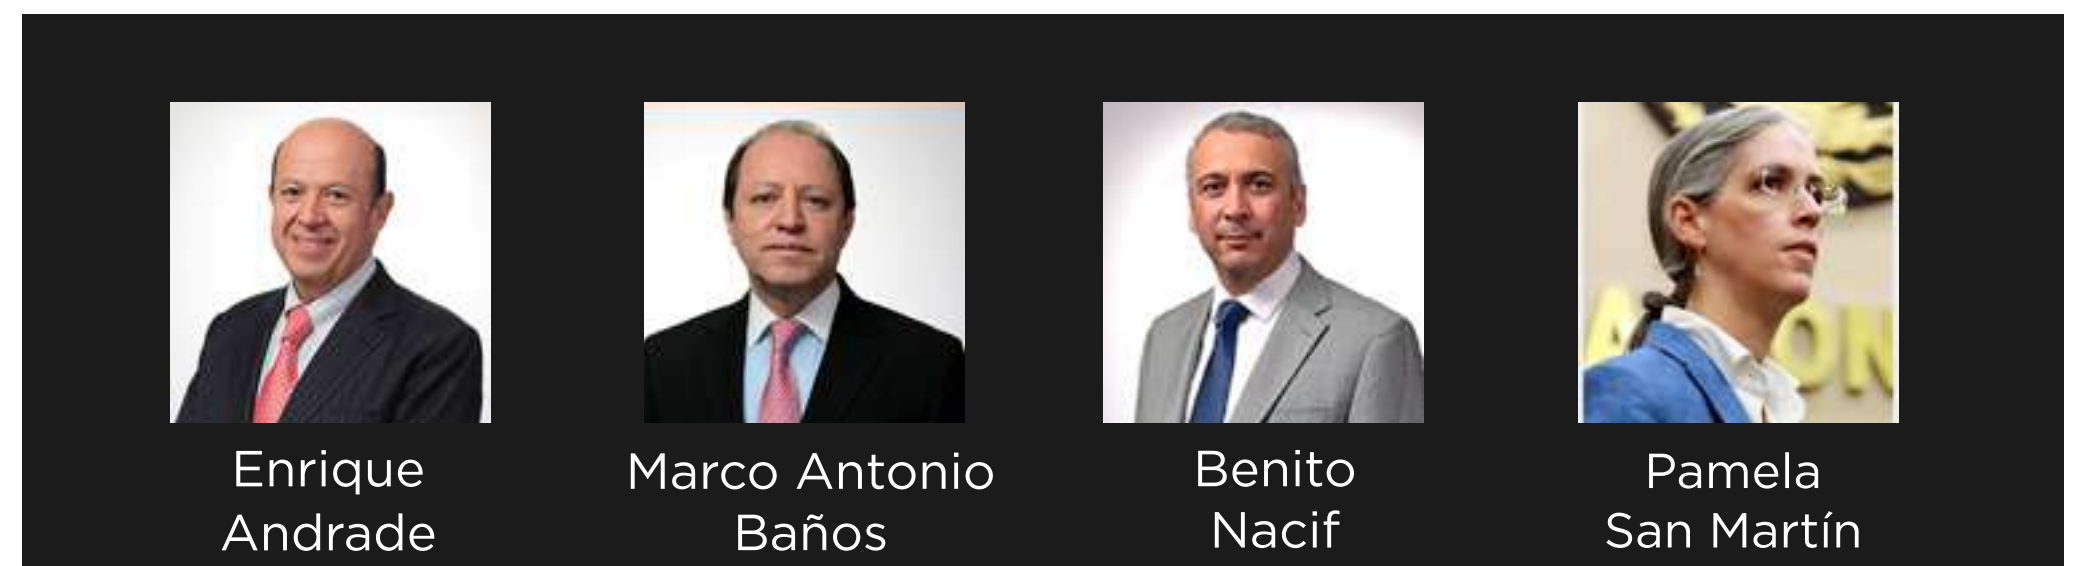 Enrique
Andrade
Marco Antonio
Baños
Benito
Nacif
Pamela
San Martín